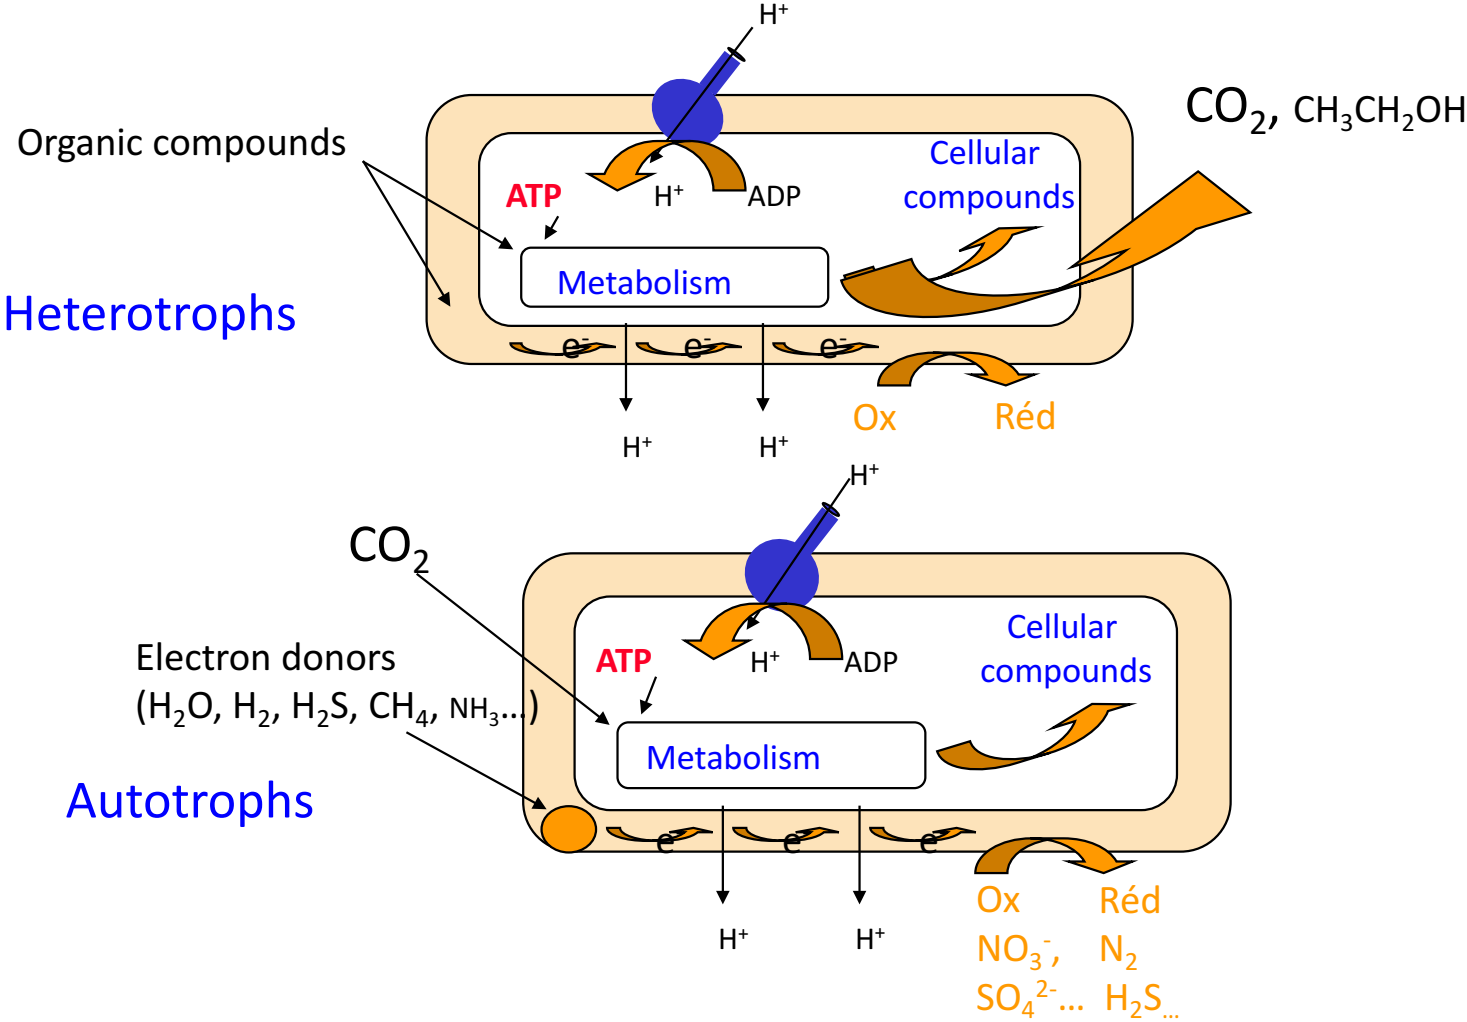 H⁺
CO₂, CH₃CH₂OH
Organic compounds
Cellular
compounds
ATP
H⁺
ADP
Metabolism
Heterotrophs
e⁻
e⁻
e⁻
Ox
Réd
H⁺
H⁺
H⁺
CO₂
Cellular
compounds
Electron donors
(H₂O, H₂, H₂S, CH₄, NH₃...)
ATP
H⁺
ADP
Metabolism
Autotrophs
e
e
e
Ox Réd
NO₃⁻, N₂
SO₄²⁻... H₂S...
H⁺
H⁺